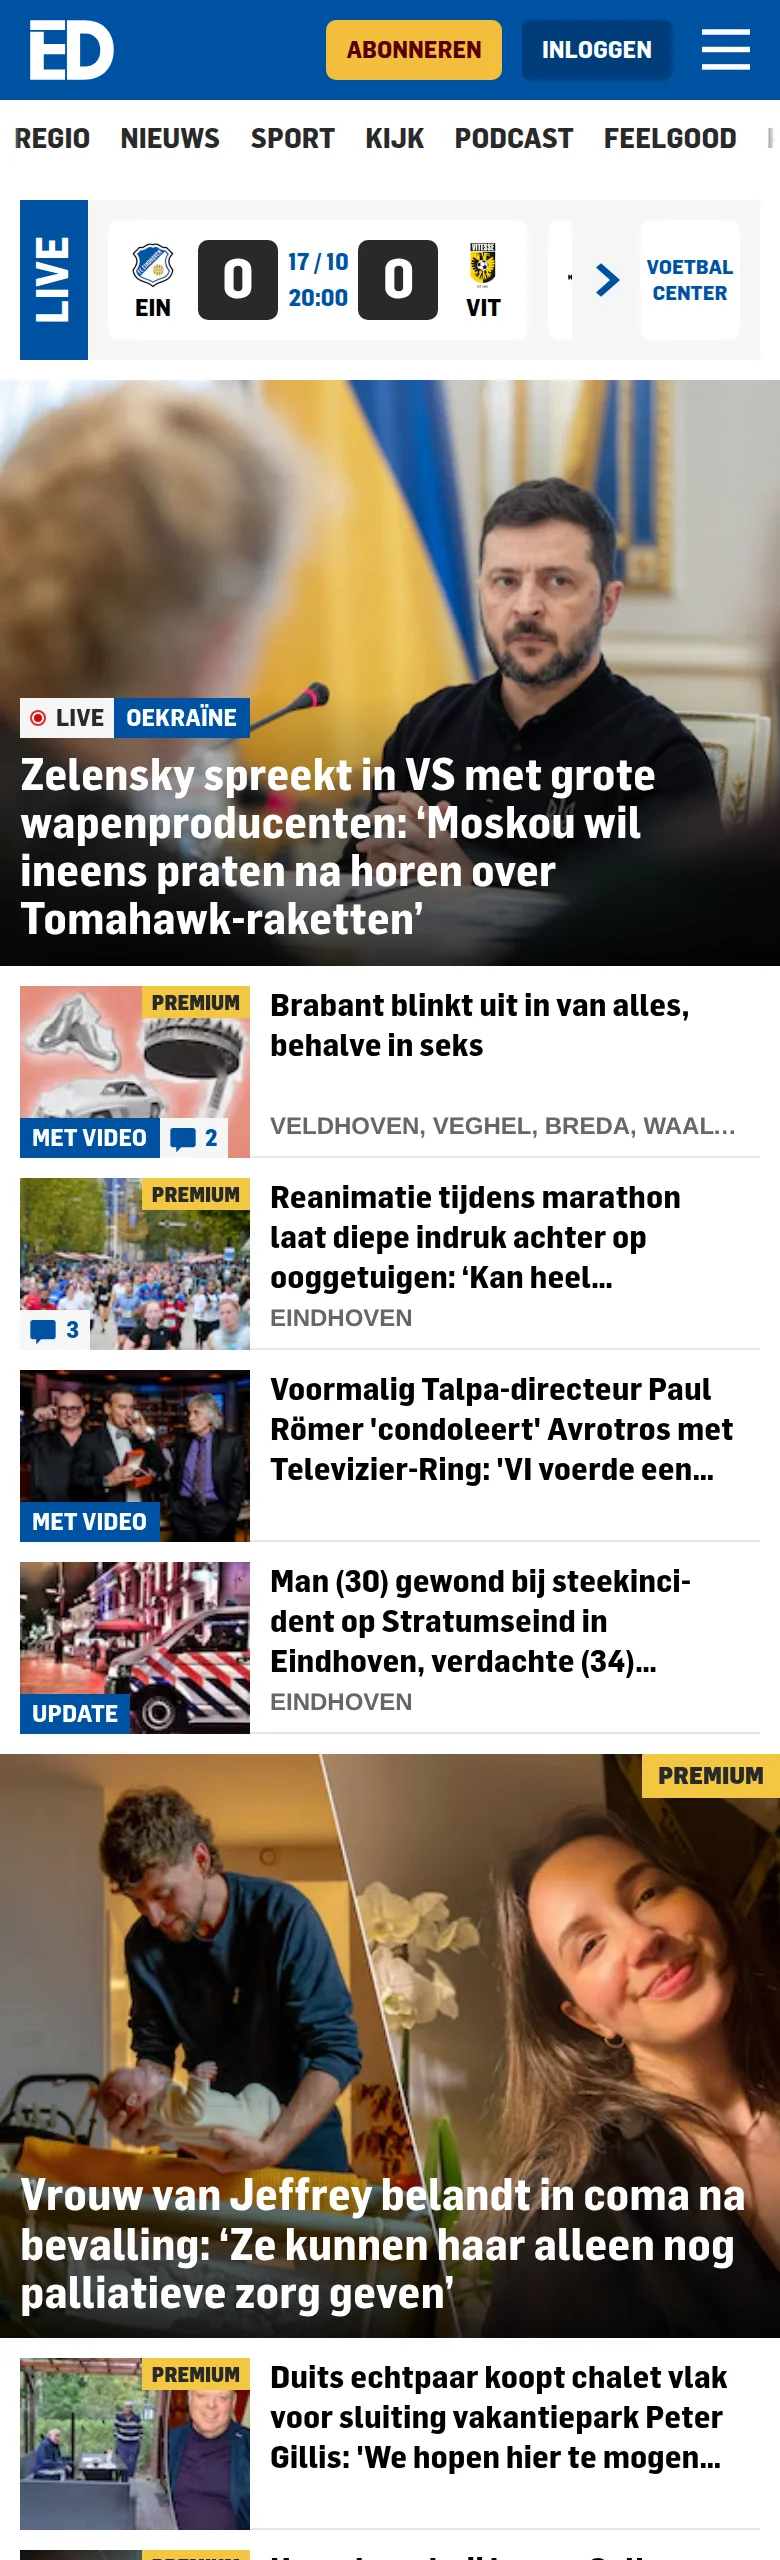 ED
ABONNEREN
INLOGGEN
REGIO NIEUWS SPORT KIJK PODCAST FEELGOOD
LIVE
EIN
0
17 / 10
20:00
0
VITESSE
VIT
VOETBAL
CENTER
LIVE
OEKRAÏNE
Zelensky spreekt in VS met grote
wapenproducenten: ‘Moskou wil
ineens praten na horen over
Tomahawk-raketten’
PREMIUM
MET VIDEO
2
Brabant blinkt uit in van alles,
behalve in seks
VELDHOVEN, VEGHEL, BREDA, WAAL...
PREMIUM
3
Reanimatie tijdens marathon
laat diepe indruk achter op
ooggetuigen: ‘Kan heel...
EINDHOVEN
MET VIDEO
Voormalig Talpa-directeur Paul
Römer 'condoleert' Avrotros met
Televizier-Ring: 'VI voerde een...
UPDATE
Man (30) gewond bij steekinci-
dent op Stratumseind in
Eindhoven, verdachte (34)...
EINDHOVEN
PREMIUM
Vrouw van Jeffrey belandt in coma na
bevalling: ‘Ze kunnen haar alleen nog
palliatieve zorg geven’
PREMIUM
Duits echtpaar koopt chalet vlak
voor sluiting vakantiepark Peter
Gillis: 'We hopen hier te mogen...